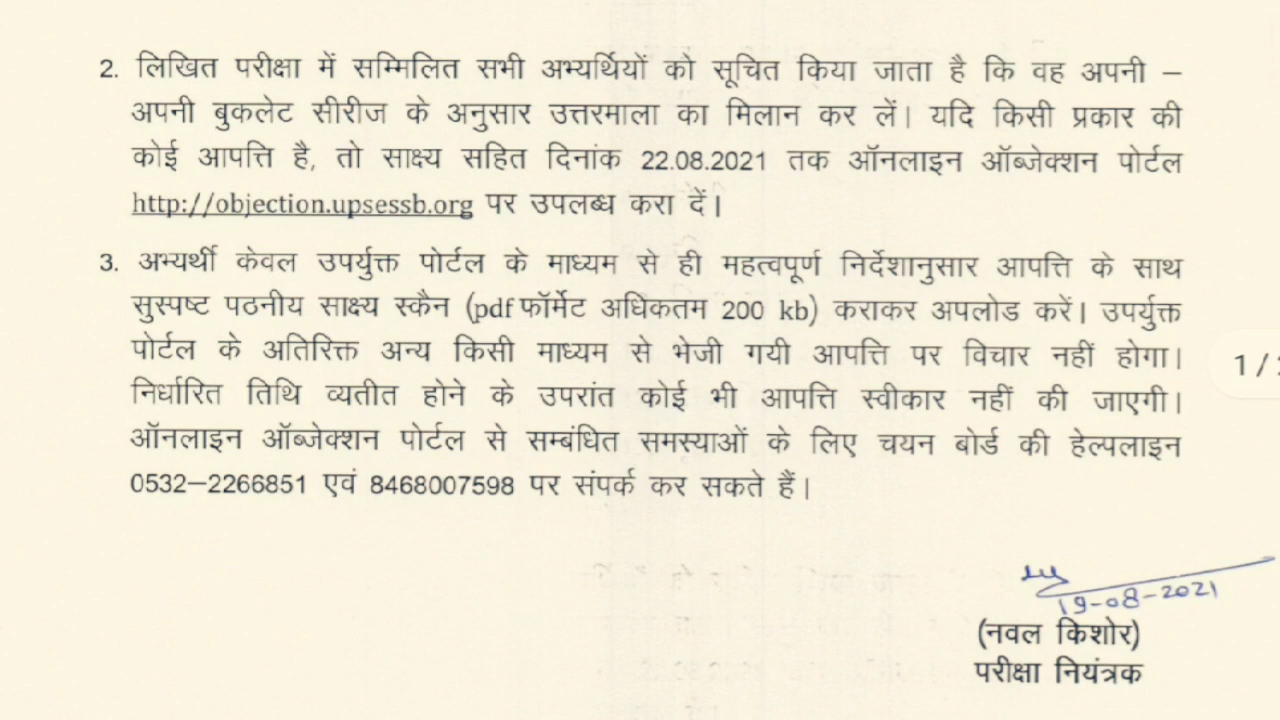 2. लिखित परीक्षा में सम्मिलित सभी अभ्यर्थियों को सूचित किया जाता है कि वह अपनी –
अपनी बुकलेट सीरीज के अनुसार उत्तरमाला का मिलान कर लें। यदि किसी प्रकार की
कोई आपत्ति है, तो साक्ष्य सहित दिनांक 22.08.2021 तक ऑनलाइन ऑब्जेक्शन पोर्टल
http://objection.upsessb.org पर उपलब्ध करा दें।
3. अभ्यर्थी केवल उपर्युक्त पोर्टल के माध्यम से ही महत्वपूर्ण निर्देशानुसार आपत्ति के साथ
सुस्पष्ट पठनीय साक्ष्य स्कैन (pdf फॉर्मेट अधिकतम 200 kb) कराकर अपलोड करें। उपर्युक्त
पोर्टल के अतिरिक्त अन्य किसी माध्यम से भेजी गयी आपत्ति पर विचार नहीं होगा।
निर्धारित तिथि व्यतीत होने के उपरांत कोई भी आपत्ति स्वीकार नहीं की जाएगी।
ऑनलाइन ऑब्जेक्शन पोर्टल से सम्बंधित समस्याओं के लिए चयन बोर्ड की हेल्पलाइन
0532–2266851 एवं 8468007598 पर संपर्क कर सकते हैं।
1 /
19-08-2021
(नवल किशोर)
परीक्षा नियंत्रक